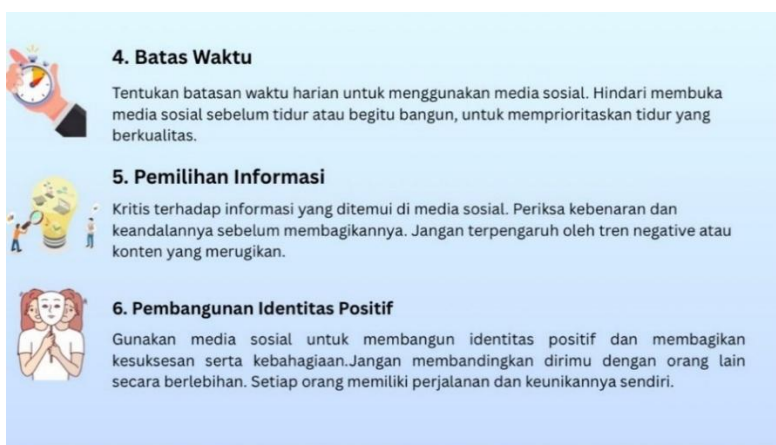 4. Batas Waktu
Tentukan batasan waktu harian untuk menggunakan media sosial. Hindari membuka
media sosial sebelum tidur atau begitu bangun, untuk memprioritaskan tidur yang
berkualitas.
5. Pemilihan Informasi
Kritis terhadap informasi yang ditemui di media sosial. Periksa kebenaran dan
keandalannya sebelum membagikannya. Jangan terpengaruh oleh tren negative atau
konten yang merugikan.
6. Pembangunan Identitas Positif
Gunakan media sosial untuk membangun identitas positif dan membagikan
kesuksesan serta kebahagiaan.Jangan membandingkan dirimu dengan orang lain
secara berlebihan. Setiap orang memiliki perjalanan dan keunikannya sendiri.